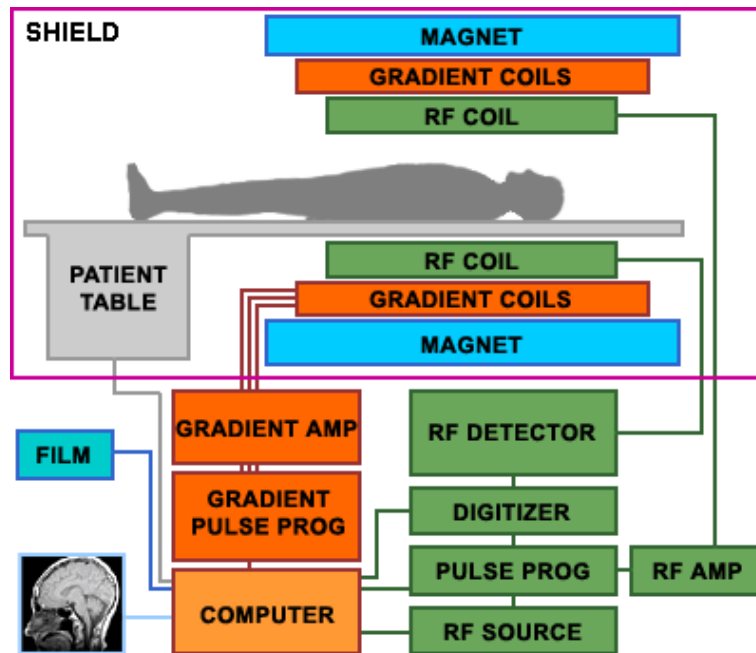 SHIELD
MAGNET
GRADIENT COILS
RF COIL
PATIENT
TABLE
RF COIL
GRADIENT COILS
MAGNET
GRADIENT AMP
RF DETECTOR
FILM
GRADIENT
PULSE PROG
DIGITIZER
PULSE PROG
RF AMP
COMPUTER
RF SOURCE